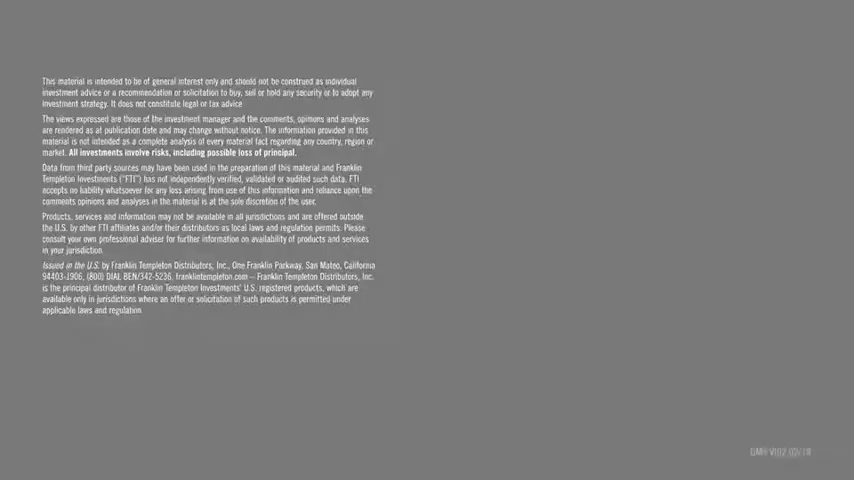 This material is intended to be of general interest only and should not be construed as individual
investment advice or a recommendation or solicitation to buy, sell or hold any security or to adopt any
investment strategy. It does not constitute legal or tax advice
The views expressed are those of the investment manager and the comments, opinions and analyses
are rendered as at publication date and may change without notice. The information provided in this
material is not intended as a complete analysis of every material fact regarding any country, region or
market. All investments involve risks, including possible loss of principal.
Data from third party sources may have been used in the preparation of this material and Franklin
Templeton Investments ("FTI") has not independently verified, validated or audited such data. FTI
accepts no liability whatsoever for any loss arising from use of this information and reliance upon the
comments opinions and analyses in the material is at the sole discretion of the user.
Products, services and information may not be available in all jurisdictions and are offered outside
the U.S. by other FTI affiliates and/or their distributors as local laws and regulation permits. Please
consult your own professional adviser for further information on availability of products and services
in your jurisdiction.
Issued in the U.S. by Franklin Templeton Distributors, Inc., One Franklin Parkway, San Mateo, California
94403-1906, (800) DIAL BEN/342-5236, franklintempleton.com – Franklin Templeton Distributors, Inc.
is the principal distributor of Franklin Templeton Investments' U.S. registered products, which are
available only in jurisdictions where an offer or solicitation of such products is permitted under
applicable laws and regulation.